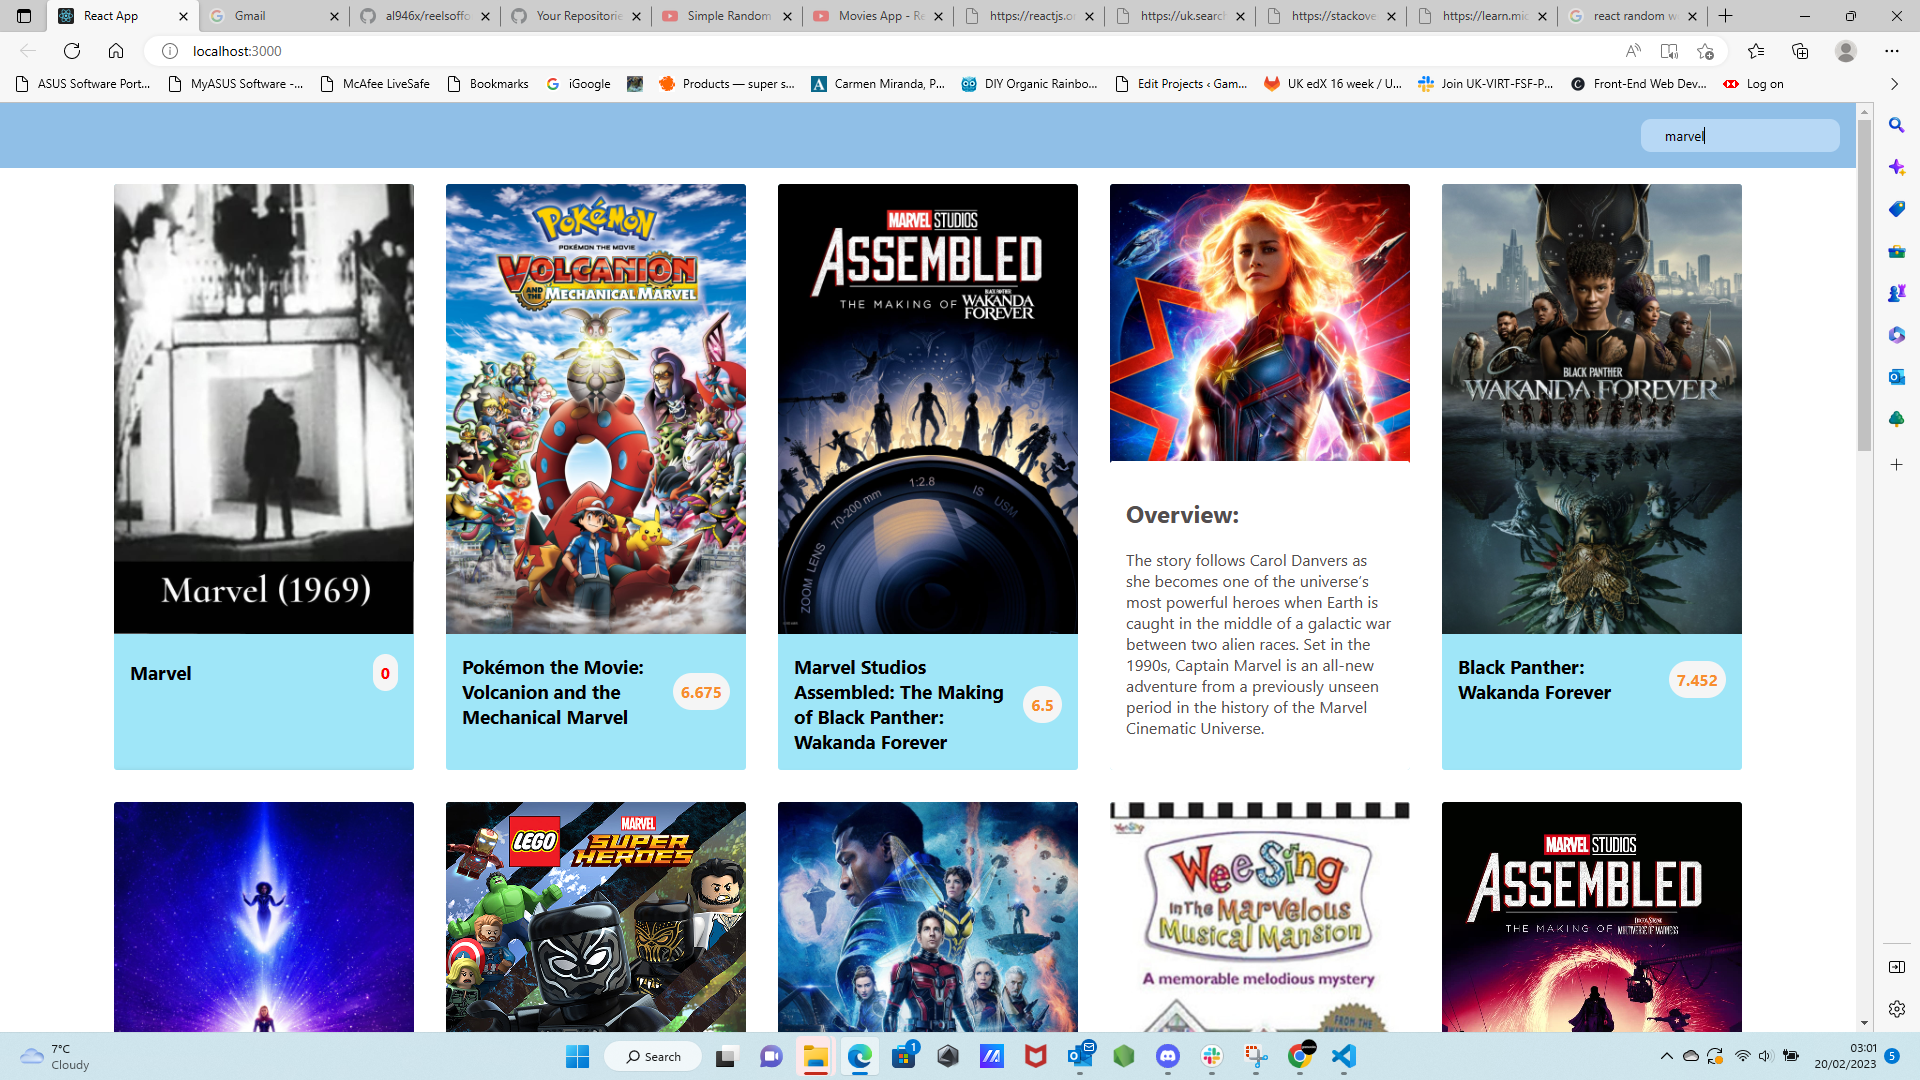 React App
Gmail
al946x/reelsoffo
Your Repositorie
Simple Random
Movies App - Re
https://reactjs.or
https://uk.search
https://stackove
https://learn.mic
react random w
localhost:3000
ASUS Software Port...
MyASUS Software -...
McAfee LiveSafe
Bookmarks
iGoogle
Products — super s...
Carmen Miranda, P...
DIY Organic Rainbo...
Edit Projects ‹ Gam...
UK edX 16 week / U...
Join UK-VIRT-FSF-P...
Front-End Web Dev...
Log on
marvel
Marvel (1969)
Marvel
0
POKÉMON
POKÉMON THE MOVIE
VOLCANION
AND THE MECHANICAL MARVEL
Pokémon the Movie:
Volcanion and the
Mechanical Marvel
6.675
MARVEL STUDIOS
ASSEMBLED
THE MAKING OF BLACK PANTHER WAKANDA FOREVER
70-200 mm
1:2.8
IS USM
ZOOM LENS
Marvel Studios
Assembled: The Making
of Black Panther:
Wakanda Forever
6.5
Overview:
The story follows Carol Danvers as
she becomes one of the universe’s
most powerful heroes when Earth is
caught in the middle of a galactic war
between two alien races. Set in the
1990s, Captain Marvel is an all-new
adventure from a previously unseen
period in the history of the Marvel
Cinematic Universe.
BLACK PANTHER
WAKANDA FOREVER
Black Panther:
Wakanda Forever
7.452
LEGO
MARVEL
SUPER HEROES
Wee Sing
IN THE Marvelous
Musical Mansion
A memorable melodious mystery
FROM THE
MARVEL STUDIOS
ASSEMBLED
THE MAKING OF DOCTOR STRANGE MULTIVERSE OF MADNESS
7°C
Cloudy
Search
1
03:01
20/02/2023
5